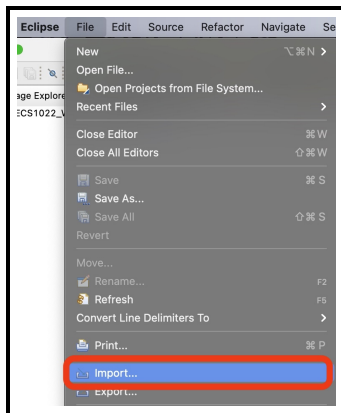 Eclipse File Edit Source Refactor Navigate Se
New ⌥⌘N >
Open File...
age Explore
Open Projects from File System...
ECS1022_
Recent Files >
Close Editor ⌘W
Close All Editors ⇧⌘W
Save ⌘S
Save As...
Save All ⇧⌘S
Revert
Move...
Rename... F2
Refresh F5
Convert Line Delimiters To >
Print... ⌘P
Import...
Export...